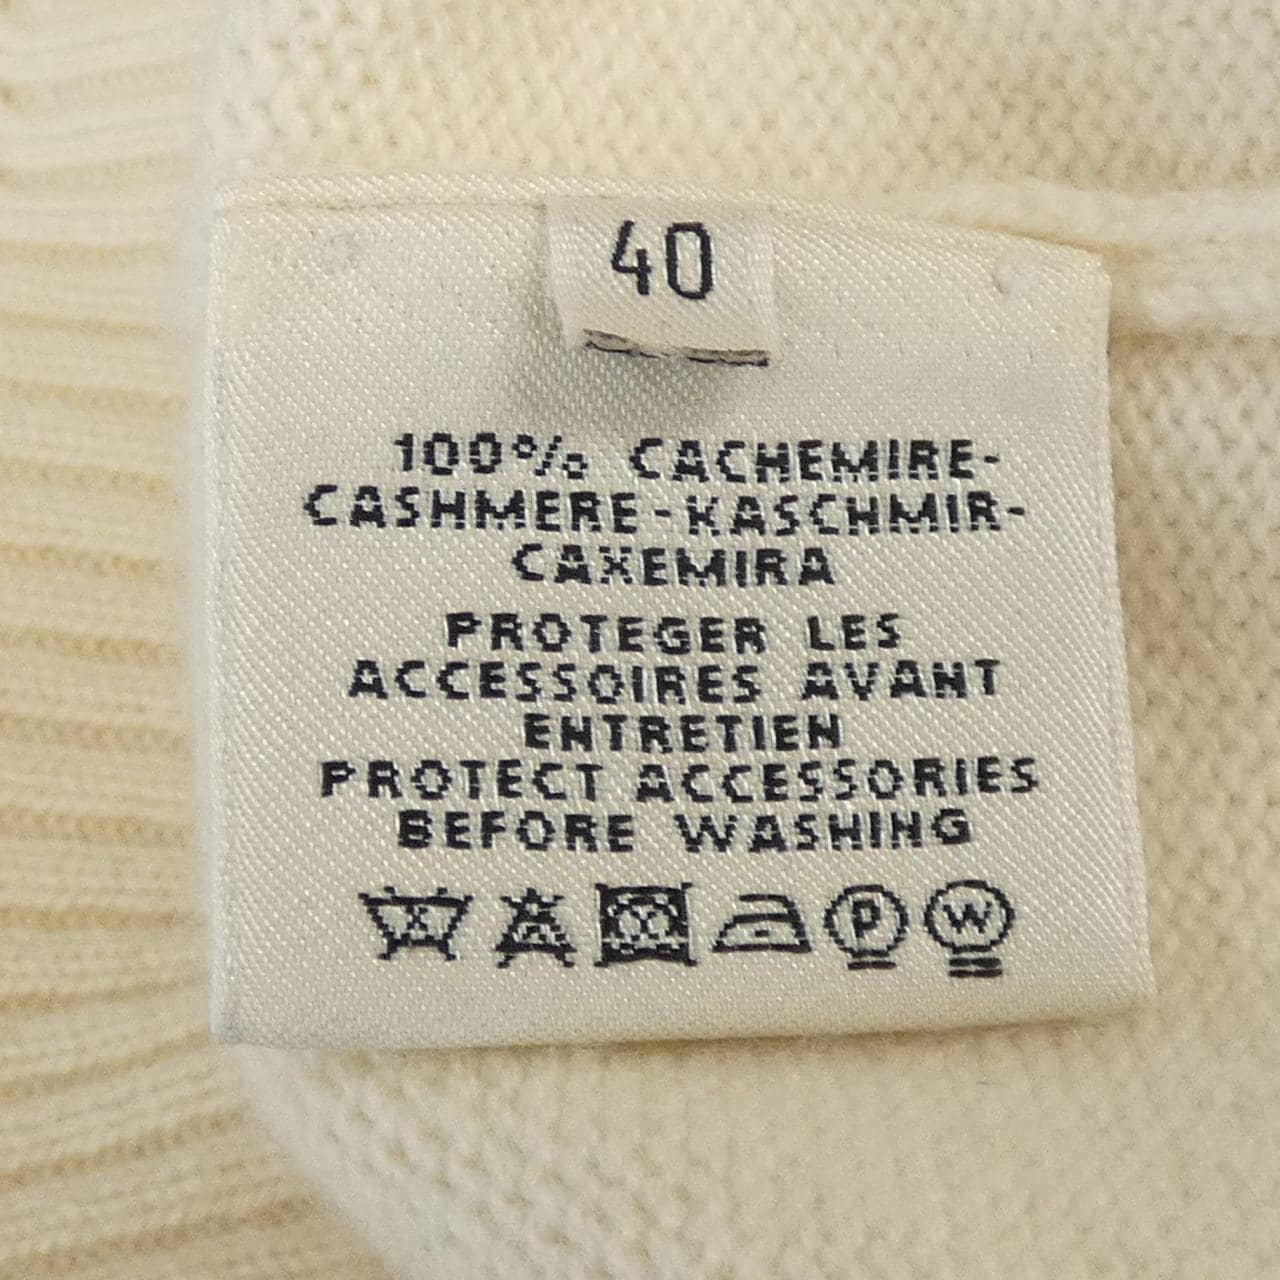 40
100% CACHEMIRE-
CASHMERE-KASCHMIR-
CAXEMIRA
PROTEGER LES
ACCESSOIRES AVANT
ENTRETIEN
PROTECT ACCESSORIES
BEFORE WASHING
P W